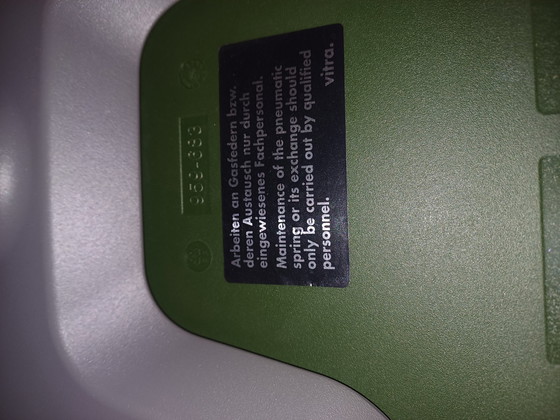 Arbeiten an Gasfedern bzw.
deren Austausch nur durch
eingewiesenes Fachpersonal.
Maintenance of the pneumatic
spring or its exchange should
only be carried out by qualified
personnel.
vitra.